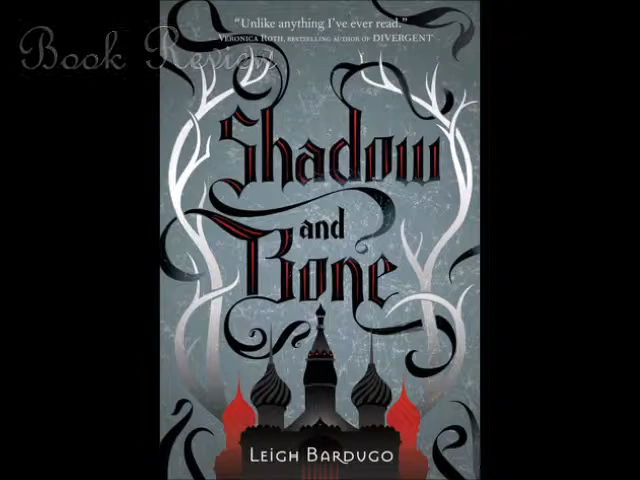 Book Review
“Unlike anything I've ever read.”
VERONICA ROTH, BESTSELLING AUTHOR OF DIVERGENT
Shadow
and
Bone
LEIGH BARDUGO